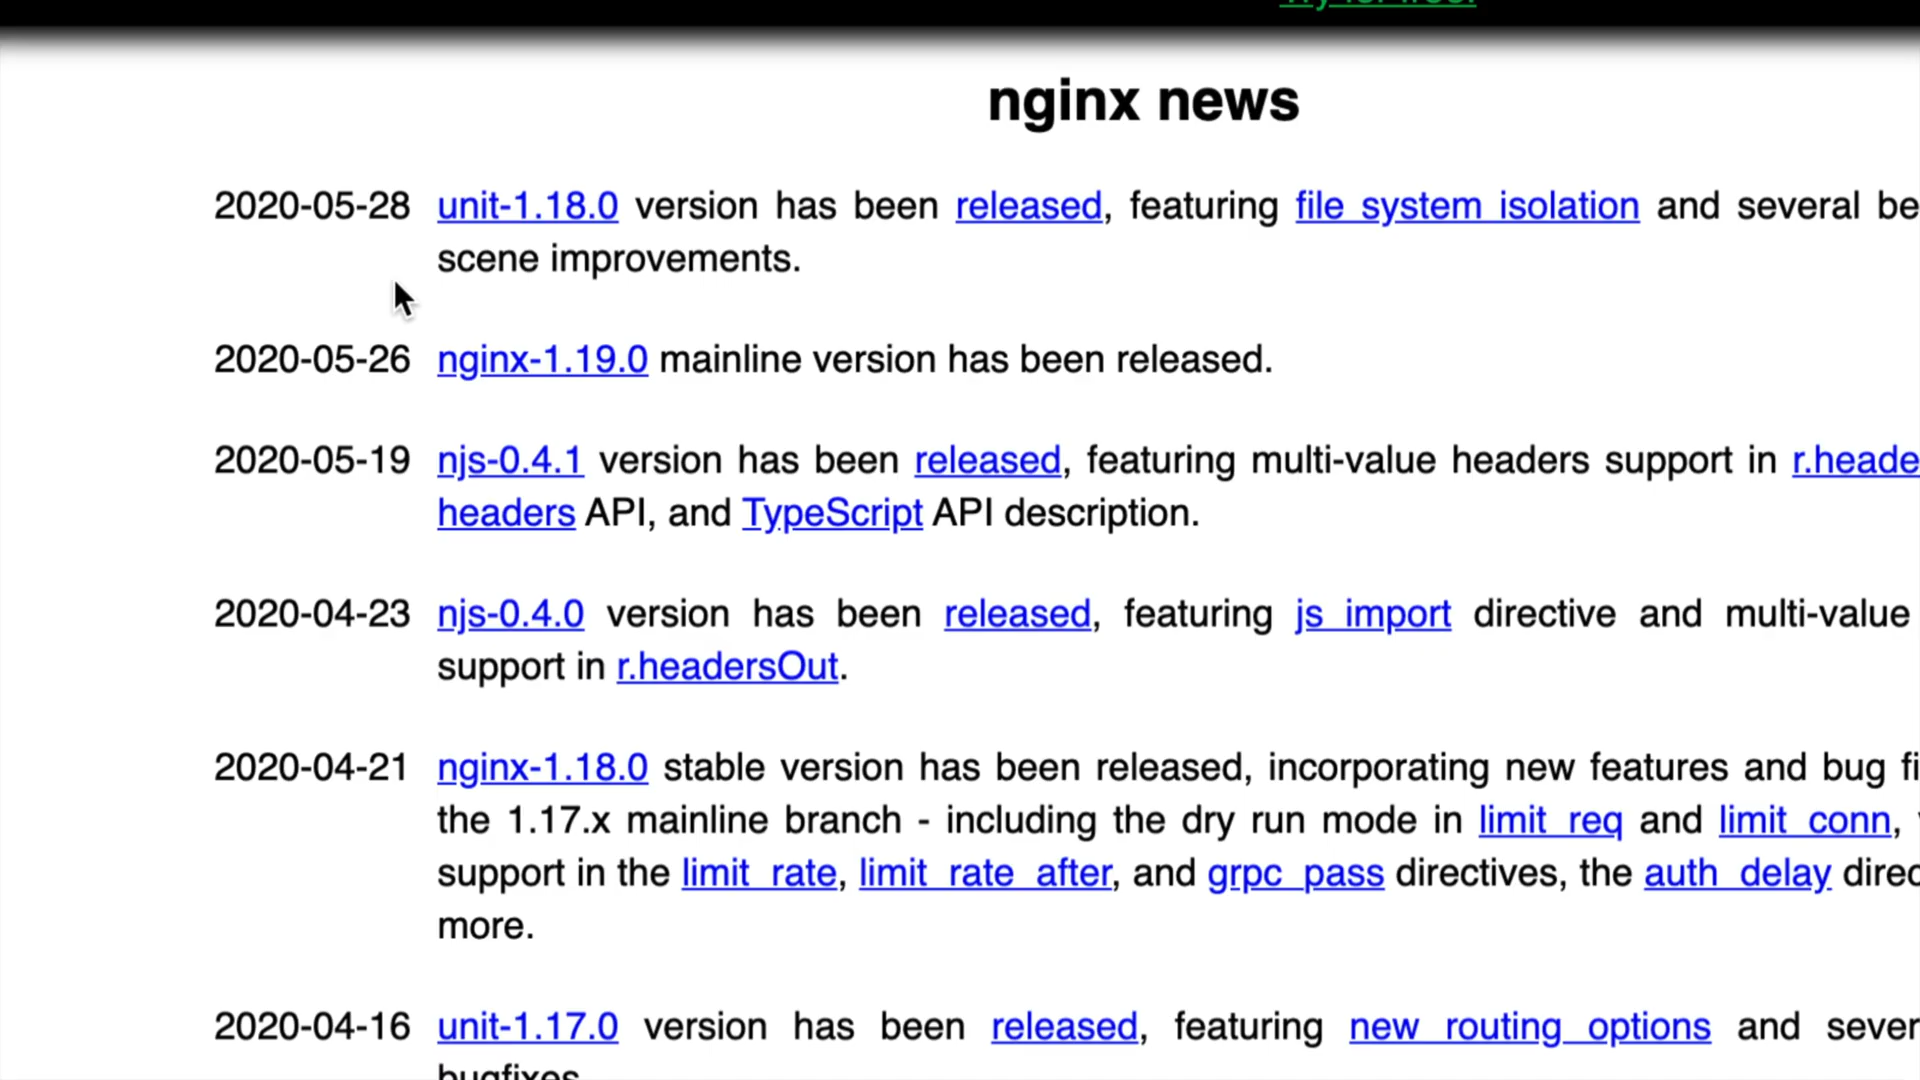 nginx news
2020-05-28 unit-1.18.0 version has been released, featuring file system isolation and several
scene improvements.
2020-05-26 nginx-1.19.0 mainline version has been released.
2020-05-19 njs-0.4.1 version has been released, featuring multi-value headers support in
headers API, and TypeScript API description.
2020-04-23 njs-0.4.0 version has been released, featuring js_import directive and multi-value
support in r.headersOut.
2020-04-21 nginx-1.18.0 stable version has been released, incorporating new features and bug
the 1.17.x mainline branch - including the dry run mode in limit_req and limit_conn,
support in the limit_rate, limit_rate_after, and grpc_pass directives, the auth_delay
more.
2020-04-16 unit-1.17.0 version has been released, featuring new routing options and